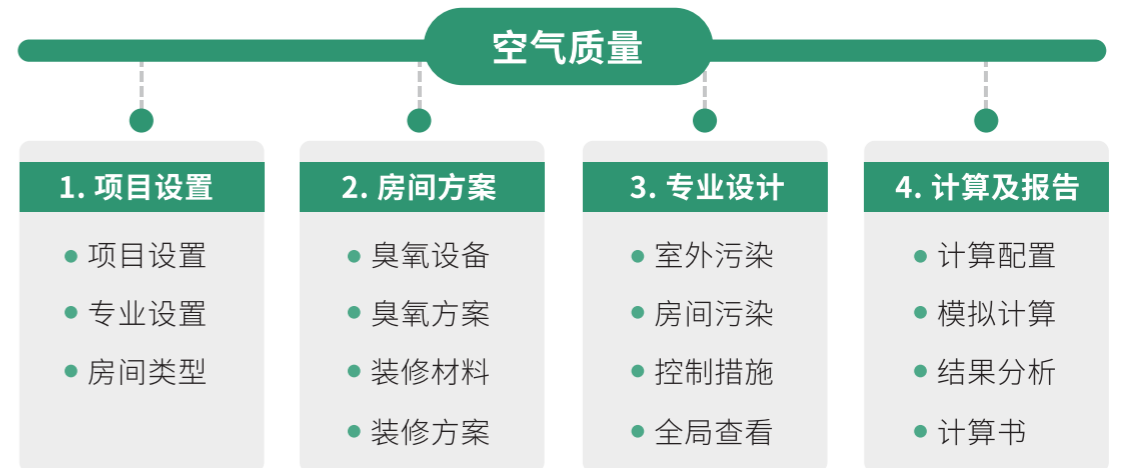 空气质量
1. 项目设置
项目设置
专业设置
房间类型
2. 房间方案
臭氧设备
臭氧方案
装修材料
装修方案
3. 专业设计
室外污染
房间污染
控制措施
全局查看
4. 计算及报告
计算配置
模拟计算
结果分析
计算书